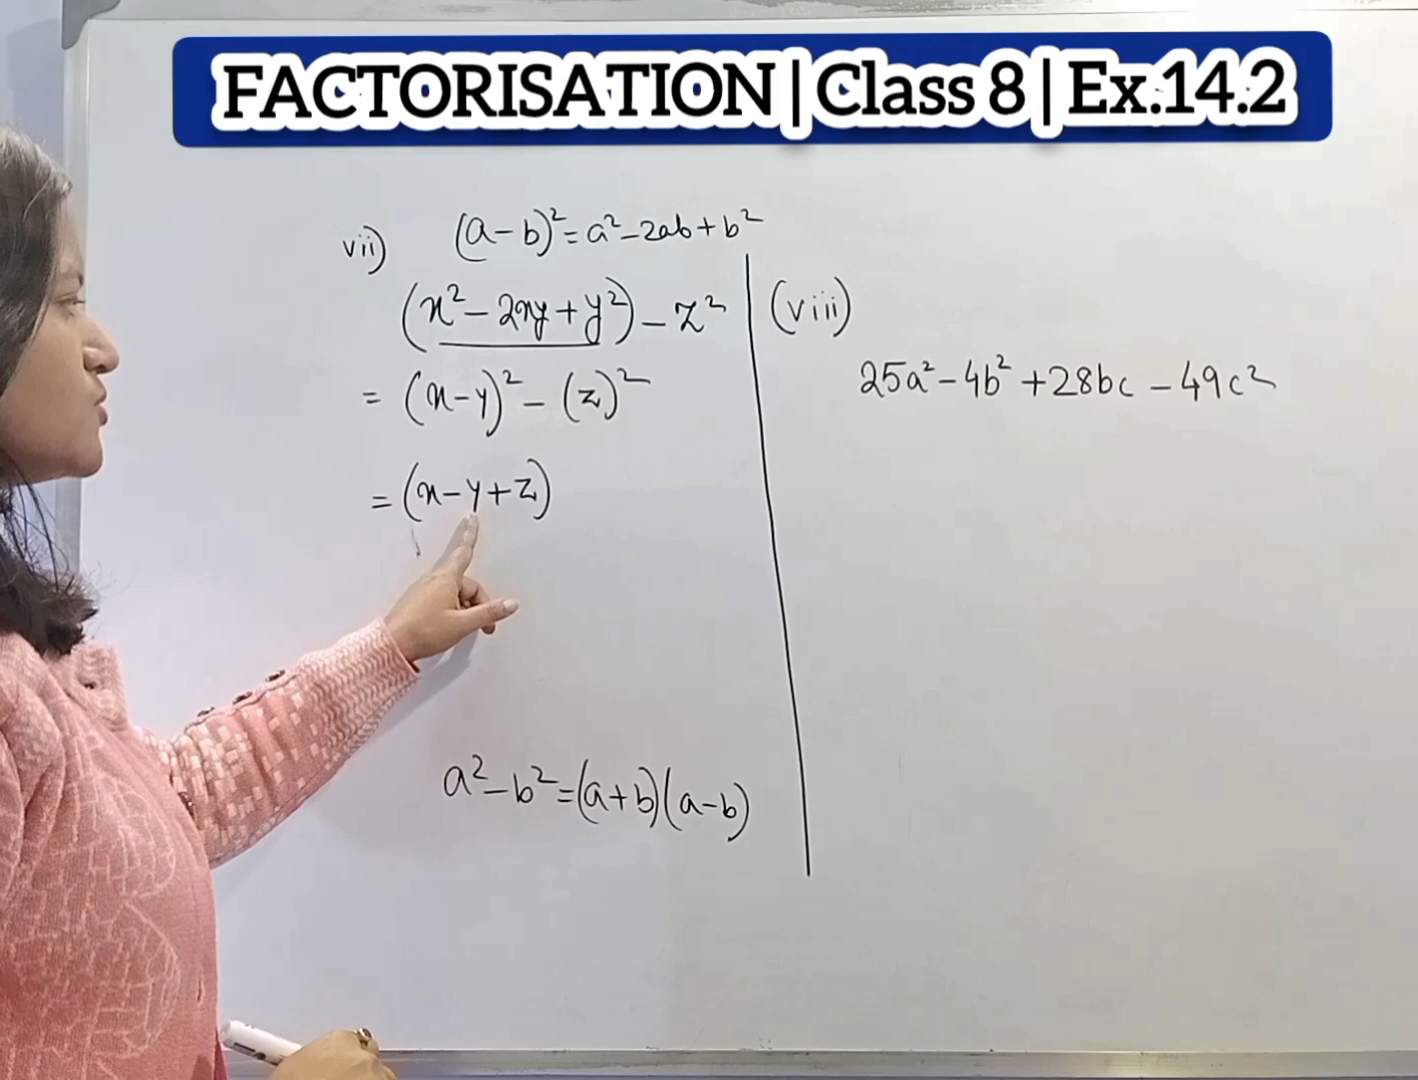 FACTORISATION | Class 8 | Ex.14.2
vii) (a-b)²=a²-2ab+b²
(x²-2xy+y²)-z²
= (x-y)²-(z)²
= (x-y+z)
a²-b²=(a+b)(a-b)
(viii)
25a²-4b²+28bc-49c²